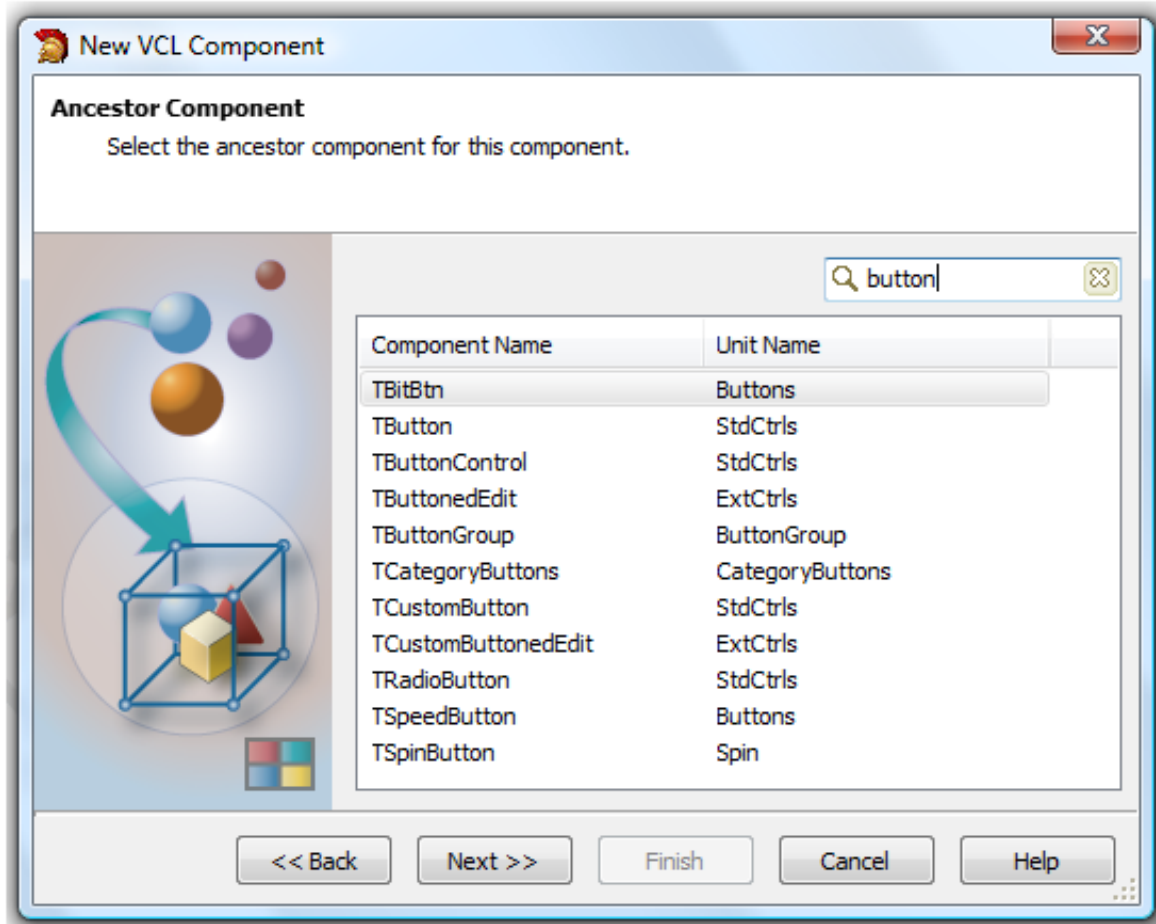 New VCL Component
Ancestor Component
Select the ancestor component for this component.
button
Component Name Unit Name
TBitBtn Buttons
TButton StdCtrls
TButtonControl StdCtrls
TButtonedEdit ExtCtrls
TButtonGroup ButtonGroup
TCategoryButtons CategoryButtons
TCustomButton StdCtrls
TCustomButtonedEdit ExtCtrls
TRadioButton StdCtrls
TSpeedButton Buttons
TSpinButton Spin
<< Back Next >> Finish Cancel Help